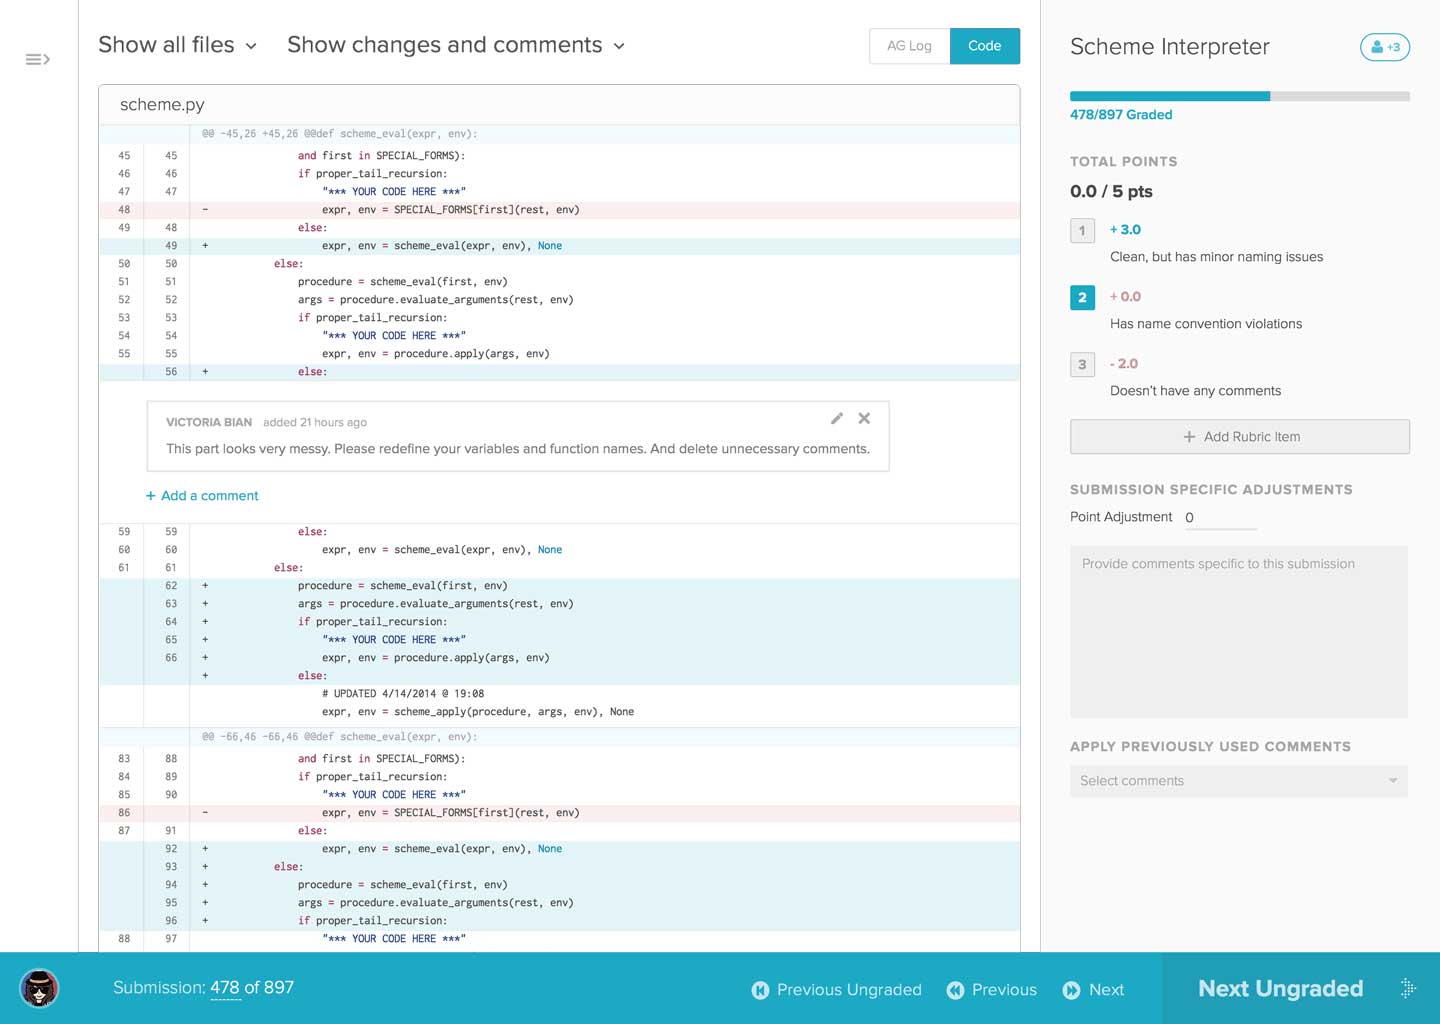 Show all files
Show changes and comments
AG Log
Code
scheme.py
@@ -45,26 +45,26 @@def scheme_eval(expr, env):
45 45 and first in SPECIAL_FORMS):
46 46 if proper_tail_recursion:
47 47 "*** YOUR CODE HERE ***"
48 - expr, env = SPECIAL_FORMS[first](rest, env)
49 48 else:
49 + expr, env = scheme_eval(expr, env), None
50 50 else:
51 51 procedure = scheme_eval(first, env)
52 52 args = procedure.evaluate_arguments(rest, env)
53 53 if proper_tail_recursion:
54 54 "*** YOUR CODE HERE ***"
55 55 expr, env = procedure.apply(args, env)
56 + else:
VICTORIA BIAN added 21 hours ago
This part looks very messy. Please redefine your variables and function names. And delete unnecessary comments.
+ Add a comment
59 59 else:
60 60 expr, env = scheme_eval(expr, env), None
61 61 else:
62 + procedure = scheme_eval(first, env)
63 + args = procedure.evaluate_arguments(rest, env)
64 + if proper_tail_recursion:
65 + "*** YOUR CODE HERE ***"
66 + expr, env = procedure.apply(args, env)
+ else:
# UPDATED 4/14/2014 @ 19:08
expr, env = scheme_apply(procedure, args, env), None
@@ -66,46 -66,46 @@def scheme_eval(expr, env):
83 88 and first in SPECIAL_FORMS):
84 89 if proper_tail_recursion:
85 90 "*** YOUR CODE HERE ***"
86 - expr, env = SPECIAL_FORMS[first](rest, env)
87 91 else:
92 + expr, env = scheme_eval(expr, env), None
93 + else:
94 + procedure = scheme_eval(first, env)
95 + args = procedure.evaluate_arguments(rest, env)
96 + if proper_tail_recursion:
88 97 "*** YOUR CODE HERE ***"
Scheme Interpreter
+3
478/897 Graded
TOTAL POINTS
0.0 / 5 pts
1 + 3.0
Clean, but has minor naming issues
2 + 0.0
Has name convention violations
3 - 2.0
Doesn't have any comments
+ Add Rubric Item
SUBMISSION SPECIFIC ADJUSTMENTS
Point Adjustment 0
Provide comments specific to this submission
APPLY PREVIOUSLY USED COMMENTS
Select comments
Submission: 478 of 897
Previous Ungraded
Previous
Next
Next Ungraded